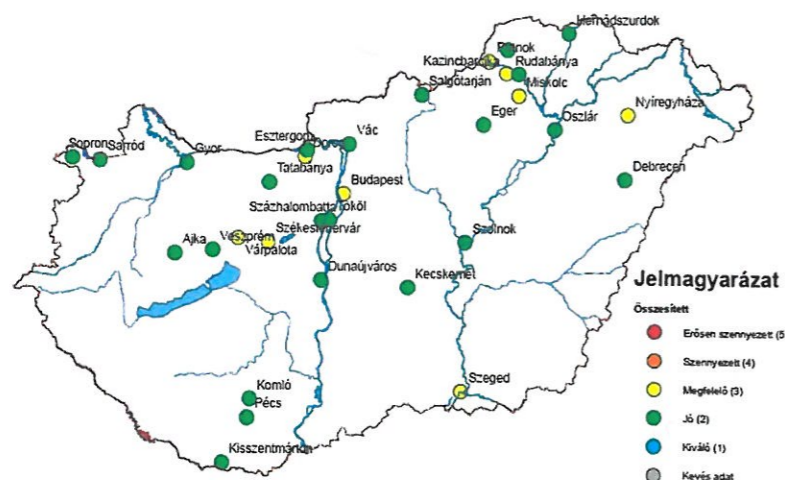 Hernádszurdok
Putnok
Kazincbarcika
Rudabánya
Salgótarján
Miskolc
Nyíregyháza
Eger
Oszlár
Sopron
Sarród
Gyor
Esztergom
Dorog
Vác
Tatabánya
Budapest
Debrecen
Százhalombatta
Tököl
Ajka
Veszprém
Székesfehérvár
Várpalota
Szolnok
Dunaújváros
Kecskemét
Jelmagyarázat
Összesített
Erősen szennyezett (5
Szennyezett (4)
Megfelelő (3)
Jó (2)
Kiváló (1)
Kevés adat
Szeged
Komló
Pécs
Kisszentmárton